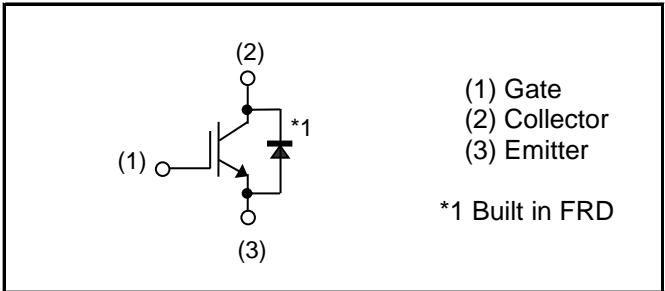 (2)
*1
(1)
(3)
(1) Gate
(2) Collector
(3) Emitter
*1 Built in FRD